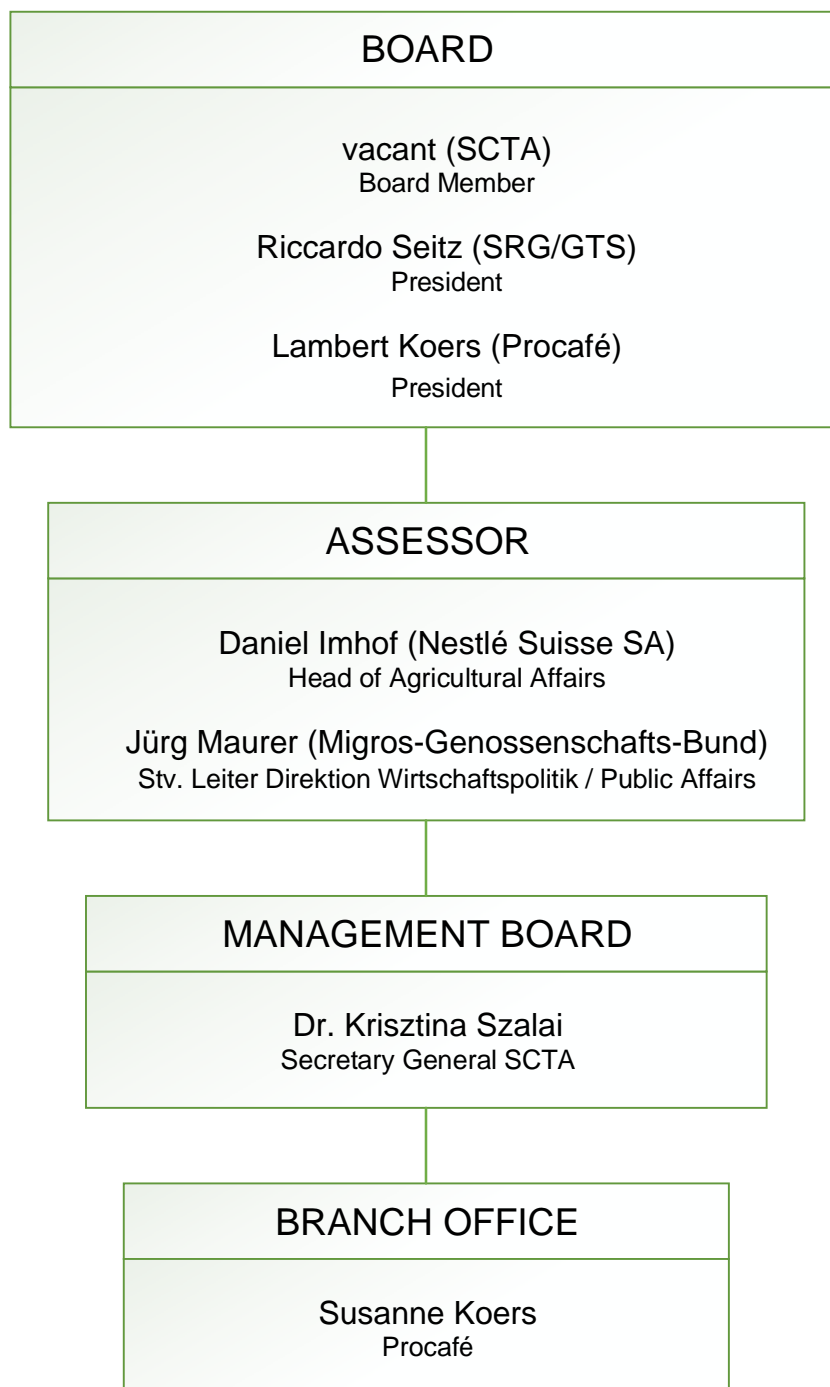 BOARD
vacant (SCTA)
Board Member
Riccardo Seitz (SRG/GTS)
President
Lambert Koers (Procafé)
President
ASSESSOR
Daniel Imhof (Nestlé Suisse SA)
Head of Agricultural Affairs
Jürg Maurer (Migros-Genossenschafts-Bund)
Stv. Leiter Direktion Wirtschaftspolitik / Public Affairs
MANAGEMENT BOARD
Dr. Krisztina Szalai
Secretary General SCTA
BRANCH OFFICE
Susanne Koers
Procafé